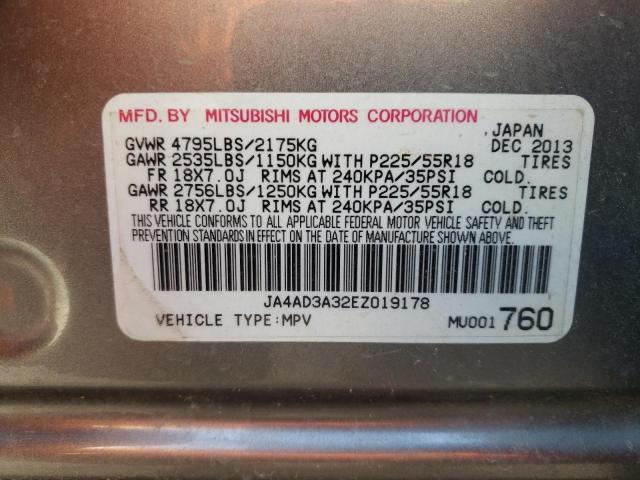 MFD. BY MITSUBISHI MOTORS CORPORATION
JAPAN
GVWR 4795LBS/2175KG DEC 2013
GAWR 2535LBS/1150KG WITH P225/55R18 TIRES
FR 18X7.0J RIMS AT 240KPA/35PSI COLD.
GAWR 2756LBS/1250KG WITH P225/55R18 TIRES
RR 18X7.0J RIMS AT 240KPA/35PSI COLD.
THIS VEHICLE CONFORMS TO ALL APPLICABLE FEDERAL MOTOR VEHICLE SAFETY AND THEFT
PREVENTION STANDARDS IN EFFECT ON THE DATE OF MANUFACTURE SHOWN ABOVE.
JA4AD3A32EZ019178
VEHICLE TYPE:MPV MU001760